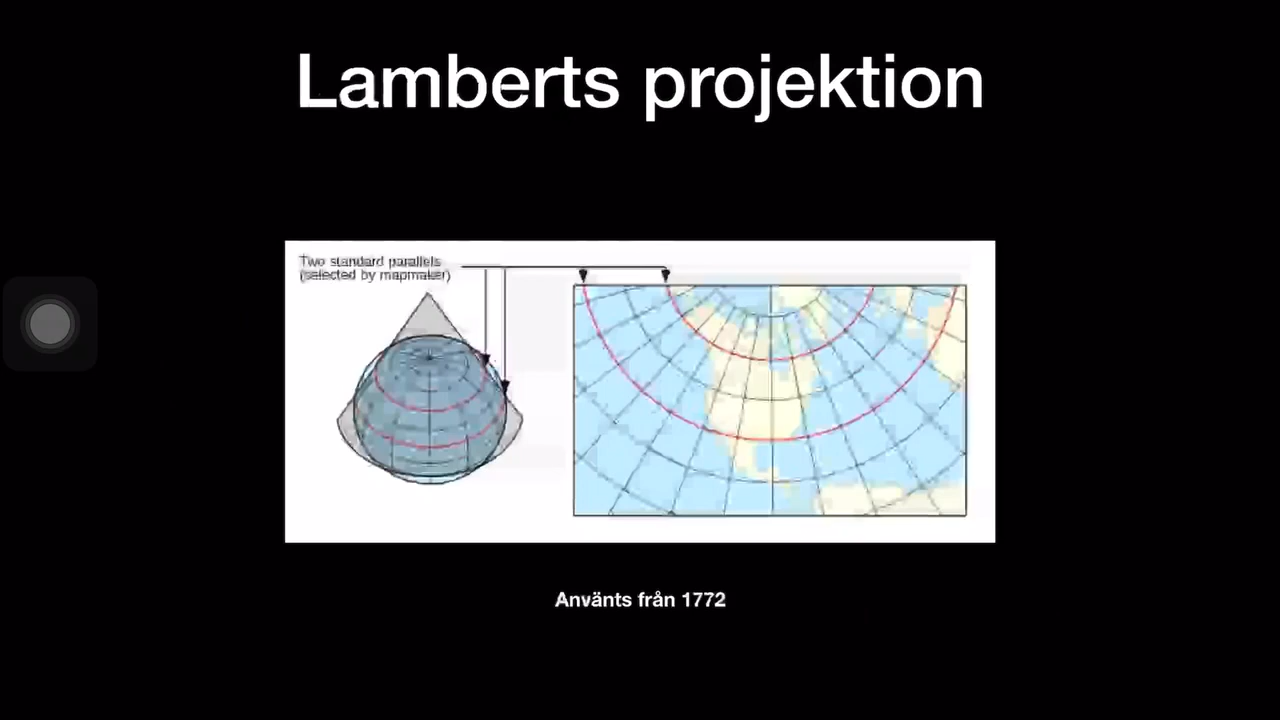 Lamberts projektion
Two standard parallels
(selected by mapmaker)
Använts från 1772